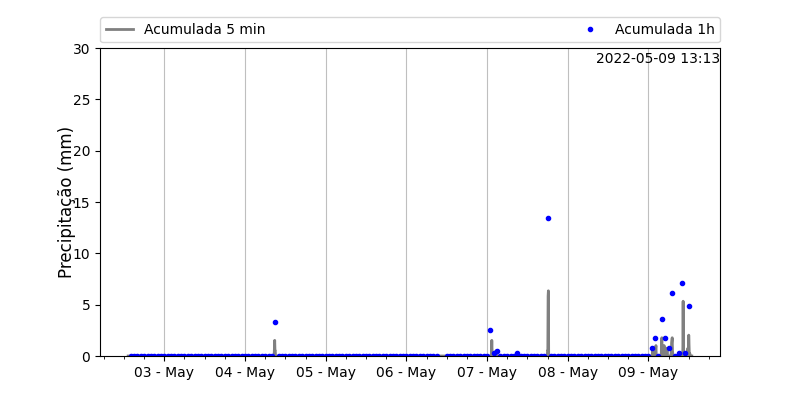 Acumulada 5 min
Acumulada 1h
2022-05-09 13:13
Precipitação (mm)
30
25
20
15
10
5
0
03 - May
04 - May
05 - May
06 - May
07 - May
08 - May
09 - May